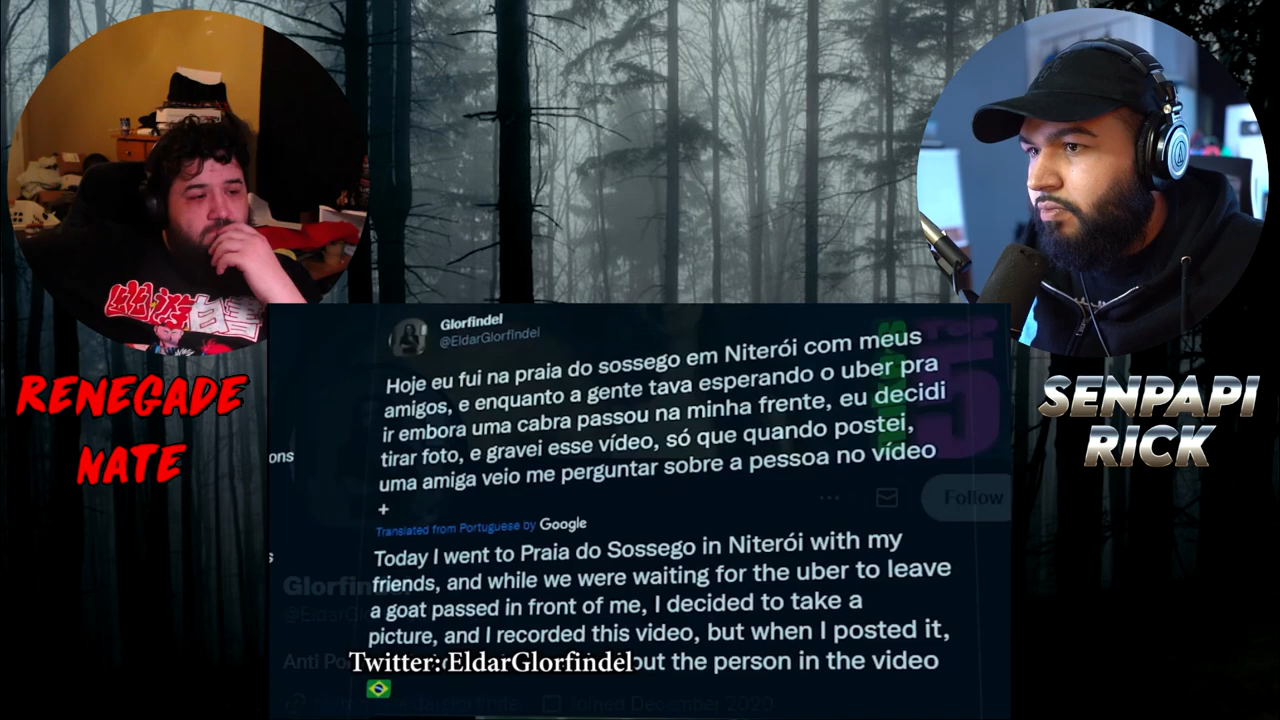 Glorfindel
@EldarGlorfindel
Hoje eu fui na praia do sossego em Niterói com meus
amigos, e enquanto a gente tava esperando o uber pra
ir embora uma cabra passou na minha frente, eu decidi
tirar foto, e gravei esse vídeo, só que quando postei,
uma amiga veio me perguntar sobre a pessoa no vídeo
+
Translated from Portuguese by Google
Today I went to Praia do Sossego in Niterói with my
friends, and while we were waiting for the uber to leave
a goat passed in front of me, I decided to take a
picture, and I recorded this video, but when I posted it,
out the person in the video
Twitter: EldarGlorfindel
RENEGADE
NATE
SENPAPI
RICK
ons
s
Follow
Glorfin
@EldarG
Anti Po
Joined December 2020